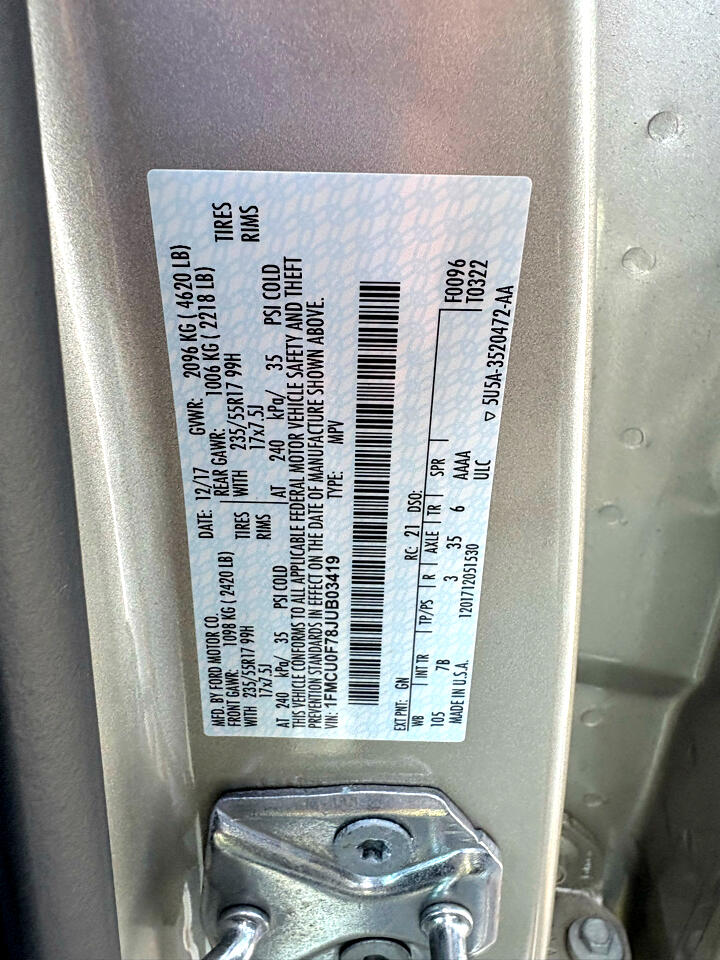 MFD. BY FORD MOTOR CO.
DATE: 12/17 GVWR: 2096 KG ( 4620 LB)
FRONT GAWR: 1098 KG ( 2420 LB) REAR GAWR: 1006 KG ( 2218 LB)
WITH 235/55R17 99H TIRES WITH 235/55R17 99H TIRES
17x7.5J RIMS 17x7.5J RIMS
AT 240 kPa/ 35 PSI COLD AT 240 kPa/ 35 PSI COLD
THIS VEHICLE CONFORMS TO ALL APPLICABLE FEDERAL MOTOR VEHICLE SAFETY AND THEFT
PREVENTION STANDARDS IN EFFECT ON THE DATE OF MANUFACTURE SHOWN ABOVE.
VIN: 1FMCU0F78JUB03419 TYPE: MPV
EXT PNT: GN RC: 21 DSO: F0096
WB INT TR TP/PS R AXLE TR SPR T0322
105 7B 3 35 6 AAAA
MADE IN U.S.A. 1201712051530 ULC ▽ 5U5A-3520472-AA